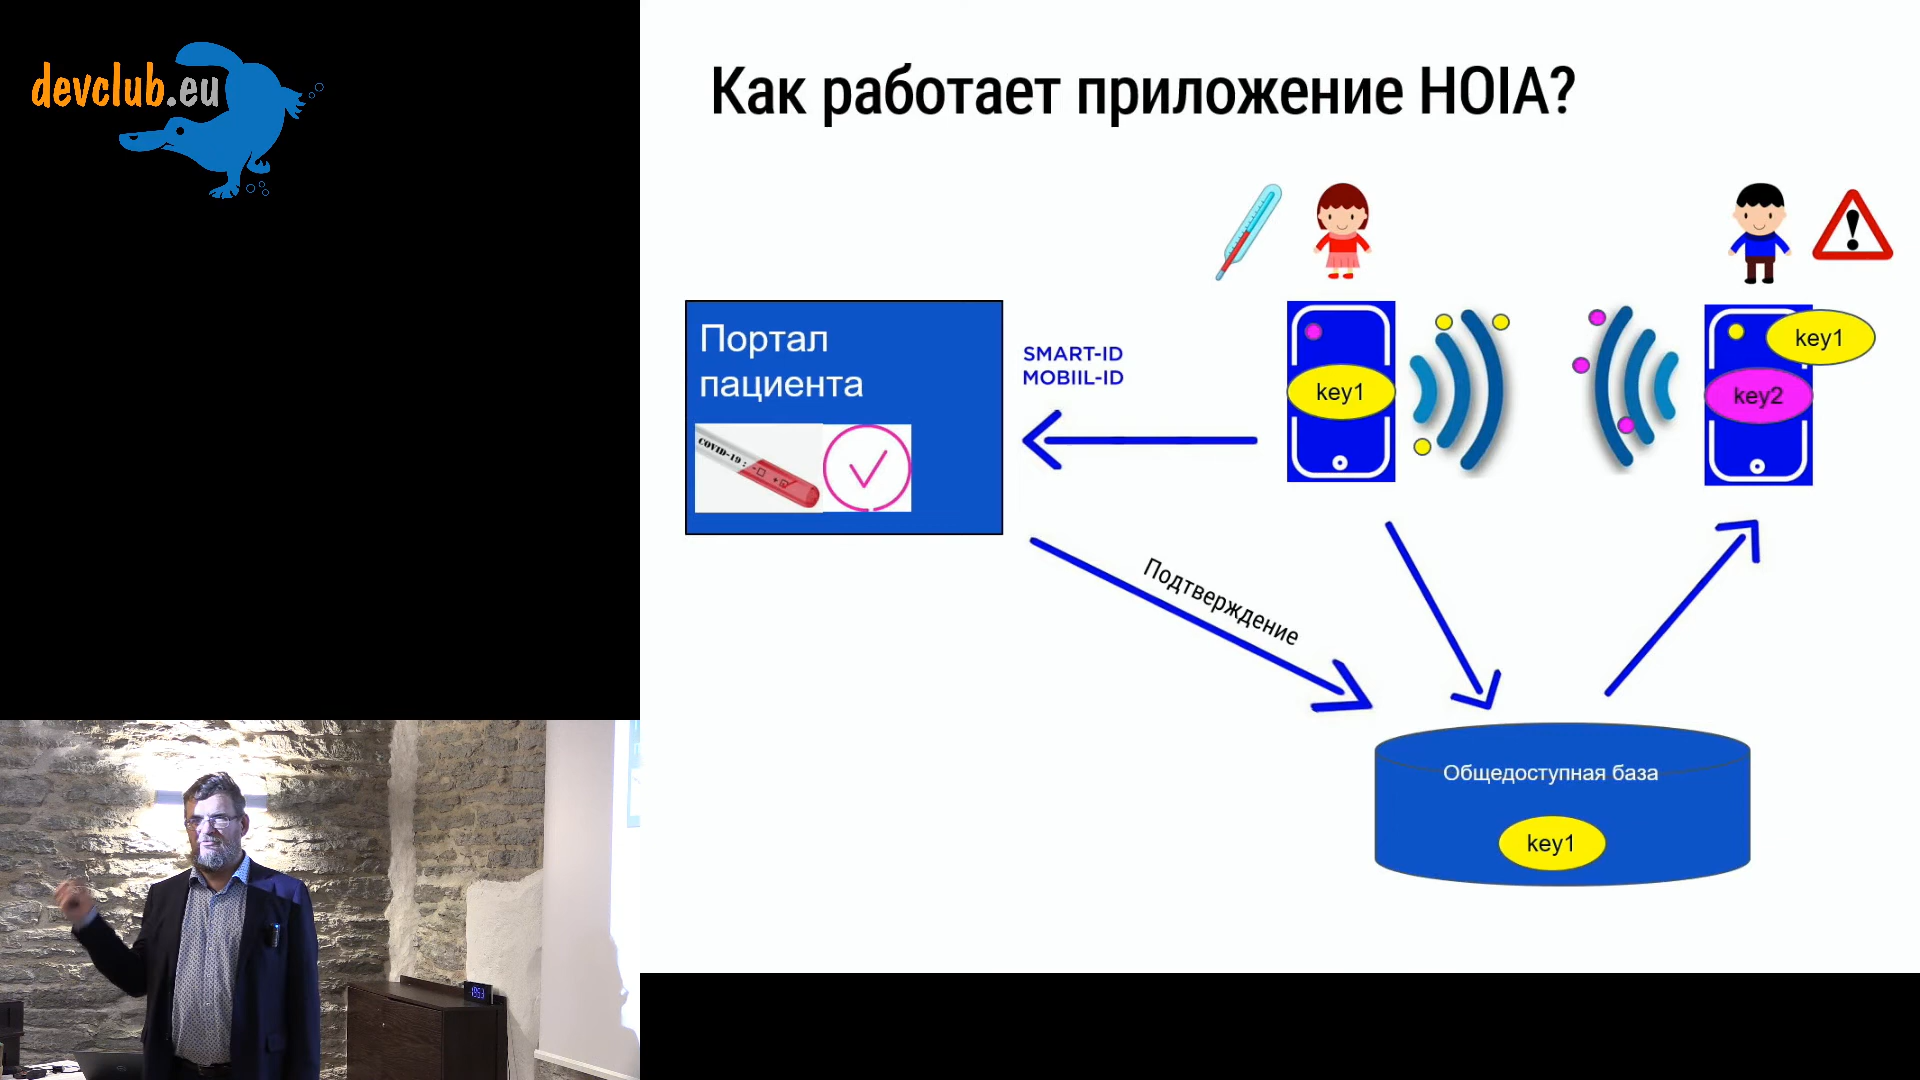 devclub.eu
Как работает приложение HOIA?
Портал
пациента
COVID-19:
SMART-ID
MOBIIL-ID
key1
key1
key2
Подтверждение
Общедоступная база
key1